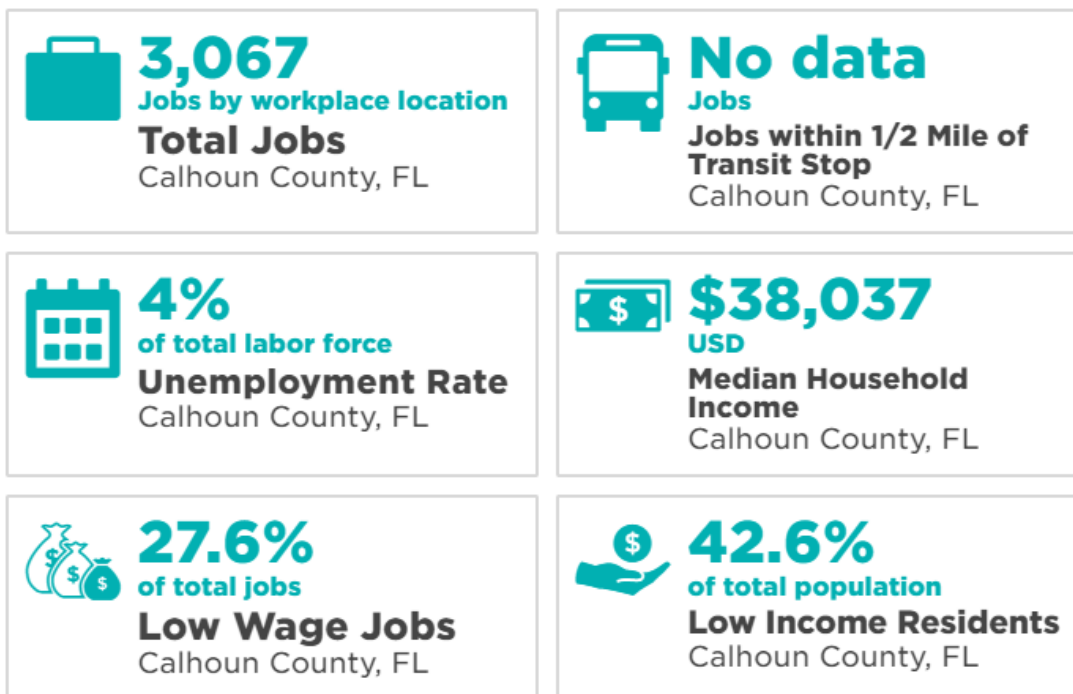 3,067
Jobs by workplace location
Total Jobs
Calhoun County, FL
No data
Jobs
Jobs within 1/2 Mile of
Transit Stop
Calhoun County, FL
4%
of total labor force
Unemployment Rate
Calhoun County, FL
$
$38,037
USD
Median Household
Income
Calhoun County, FL
$
$
$
27.6%
of total jobs
Low Wage Jobs
Calhoun County, FL
$
42.6%
of total population
Low Income Residents
Calhoun County, FL